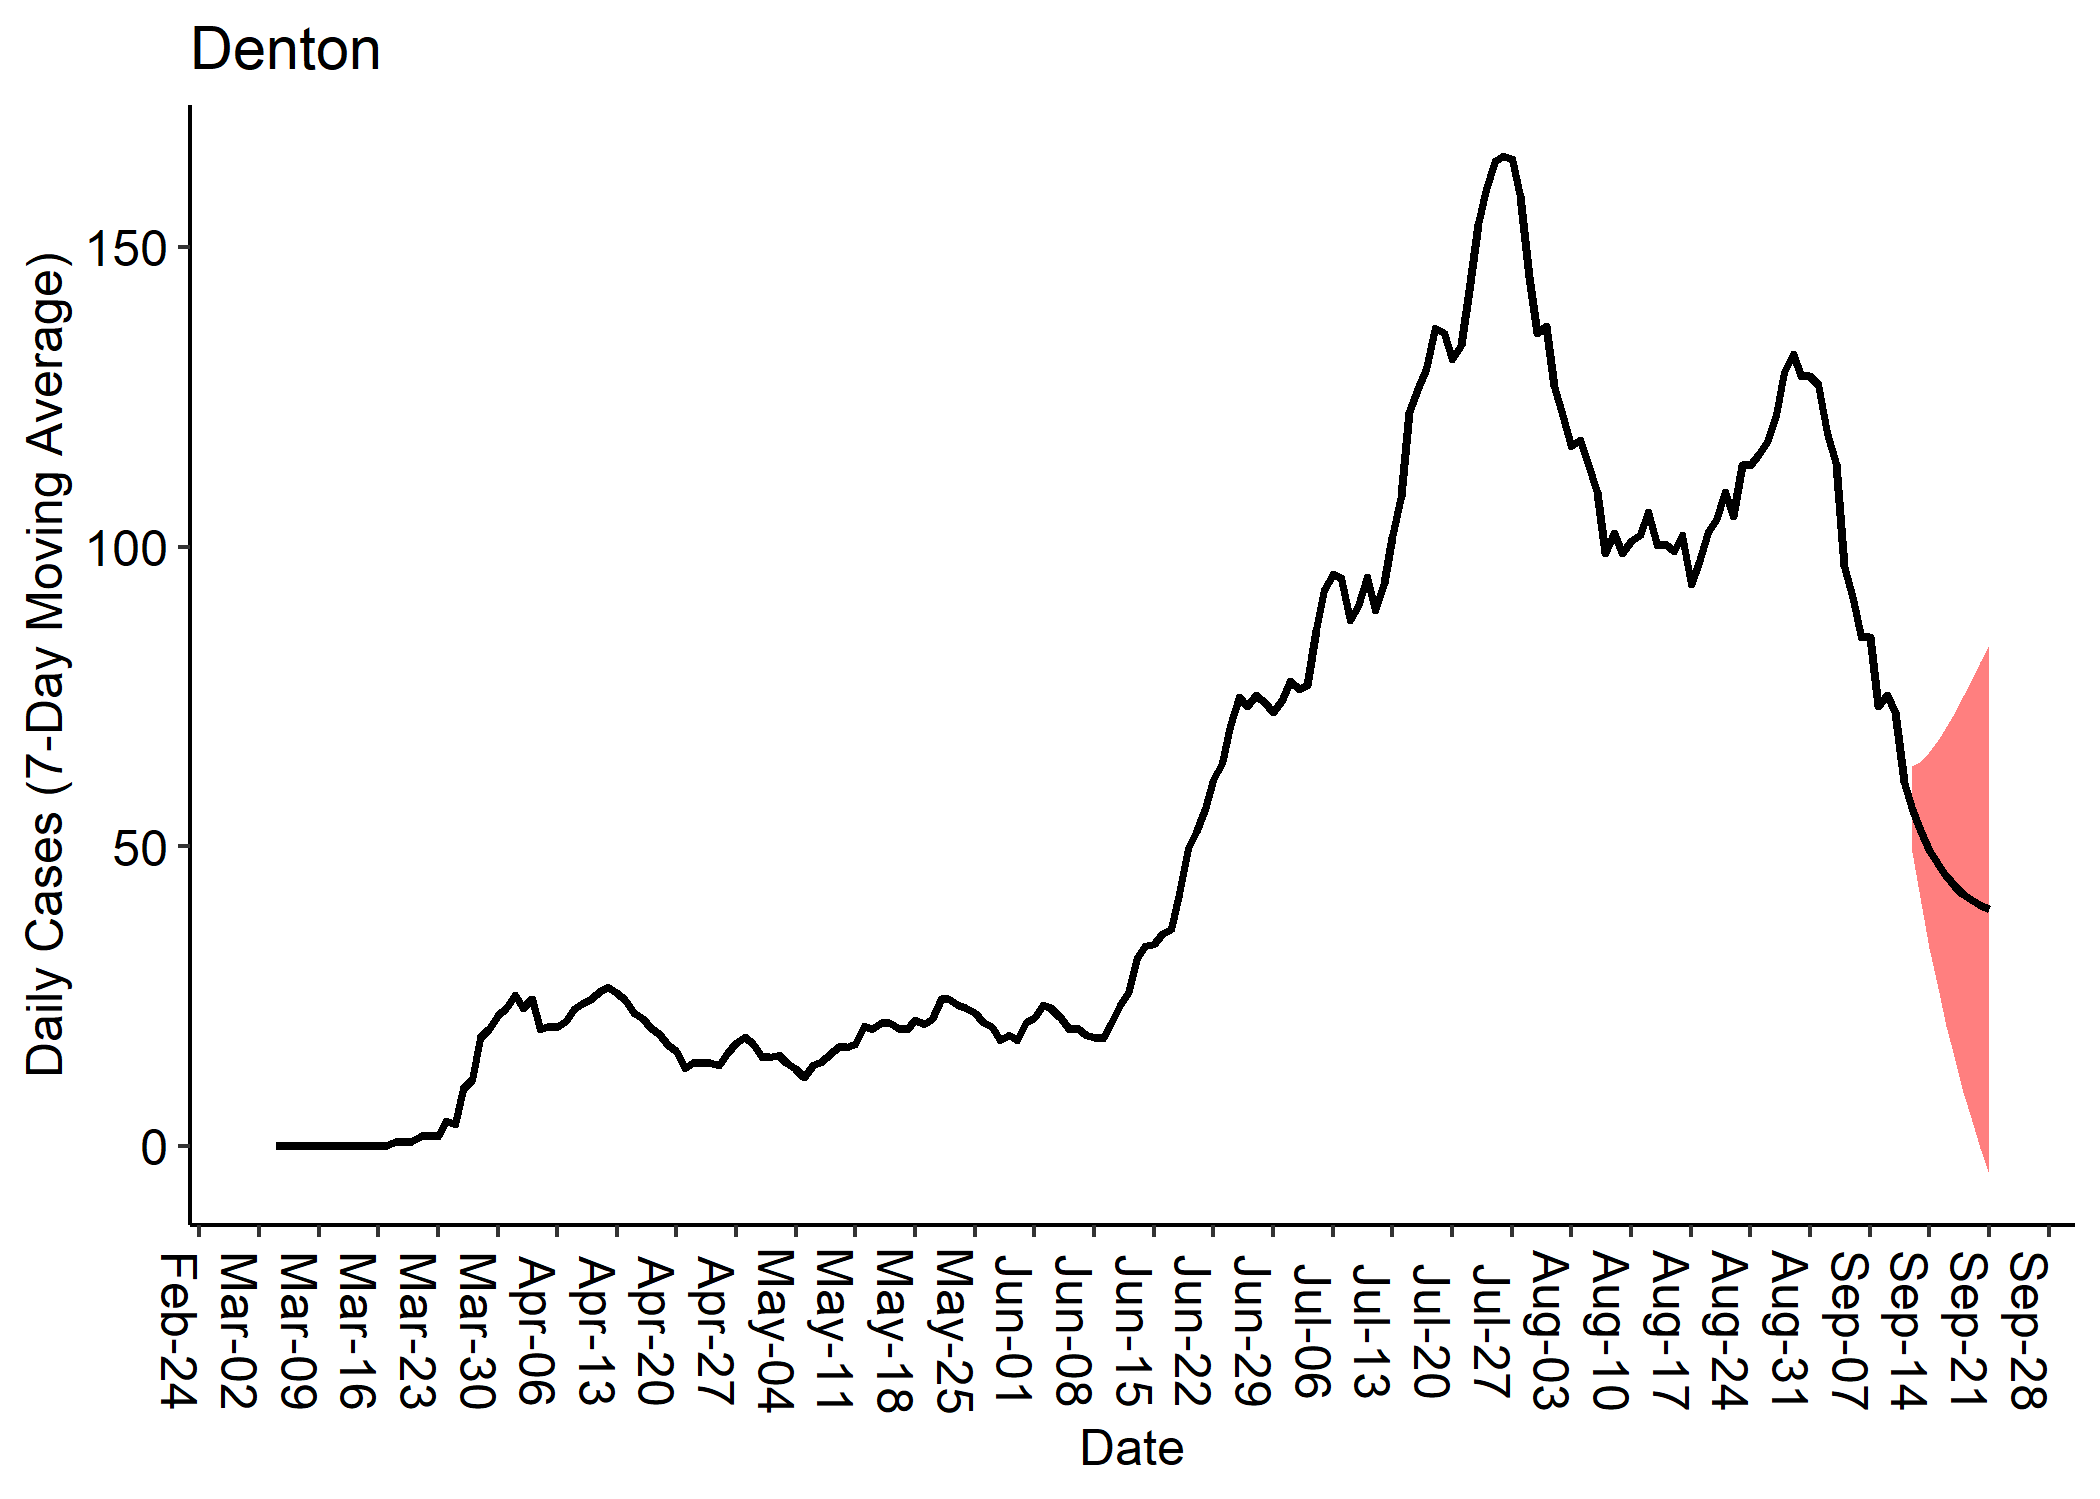 Denton
Daily Cases (7-Day Moving Average)
150
100
50
0
Feb-24
Mar-02
Mar-09
Mar-16
Mar-23
Mar-30
Apr-06
Apr-13
Apr-20
Apr-27
May-04
May-11
May-18
May-25
Jun-01
Jun-08
Jun-15
Jun-22
Jun-29
Jul-06
Jul-13
Jul-20
Jul-27
Aug-03
Aug-10
Aug-17
Aug-24
Aug-31
Sep-07
Sep-14
Sep-21
Sep-28
Date